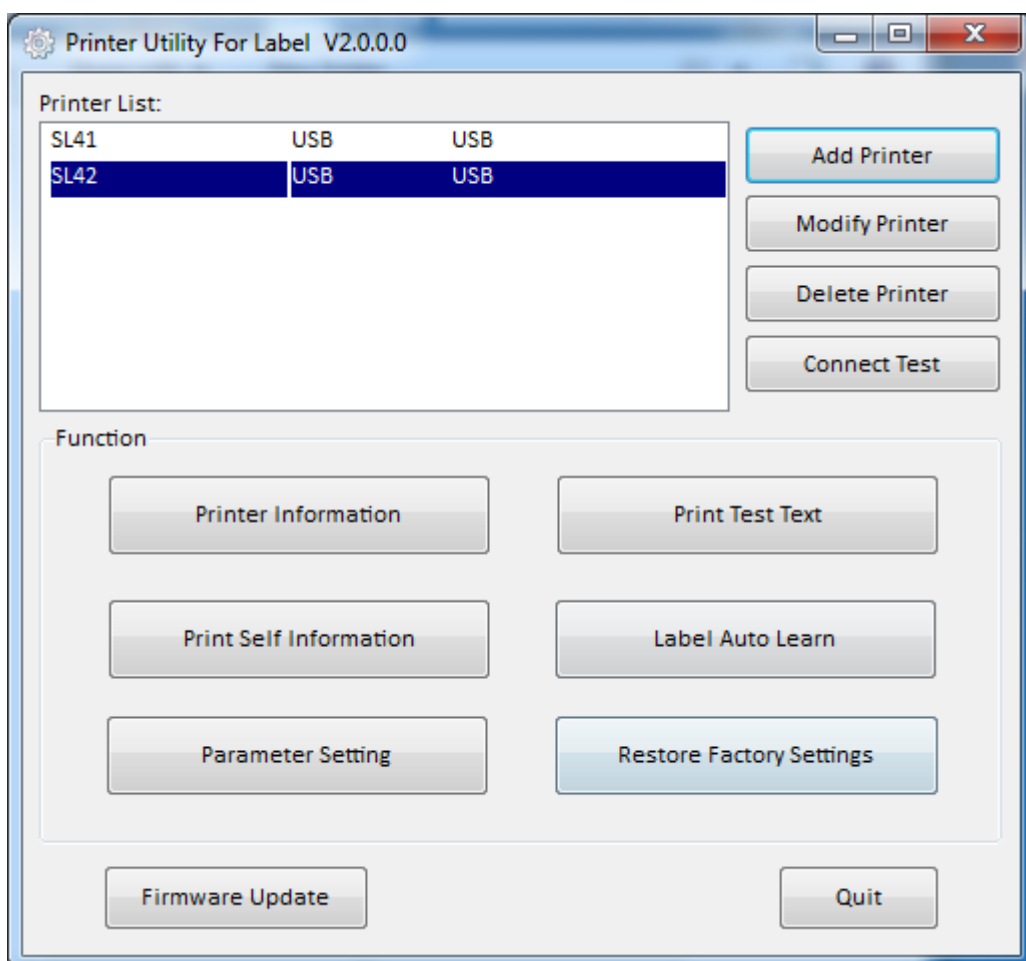 Printer Utility For Label V2.0.0.0
Printer List:
SL41 USB USB
SL42 USB USB
Add Printer
Modify Printer
Delete Printer
Connect Test
Function
Printer Information
Print Test Text
Print Self Information
Label Auto Learn
Parameter Setting
Restore Factory Settings
Firmware Update
Quit